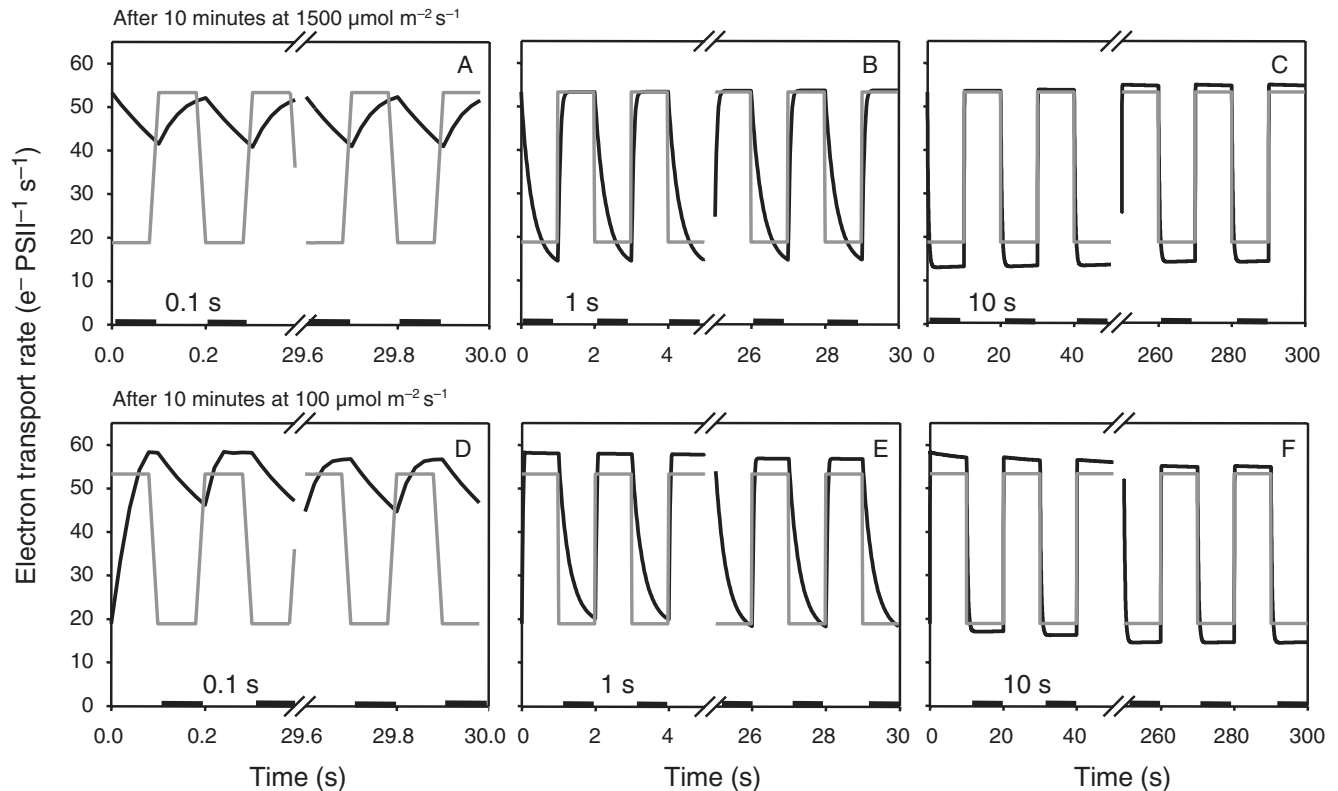 After 10 minutes at 1500 µmol m⁻² s⁻¹
Electron transport rate (e⁻ PSII⁻¹ s⁻¹)
60
50
40
30
20
10
0
A
0.1 s
0.0 0.2 29.6 29.8 30.0
B
1 s
0 2 4 26 28 30
C
10 s
0 20 40 260 280 300
After 10 minutes at 100 µmol m⁻² s⁻¹
60
50
40
30
20
10
0
D
0.1 s
0.0 0.2 29.6 29.8 30.0
E
1 s
0 2 4 26 28 30
F
10 s
0 20 40 260 280 300
Time (s) Time (s) Time (s)